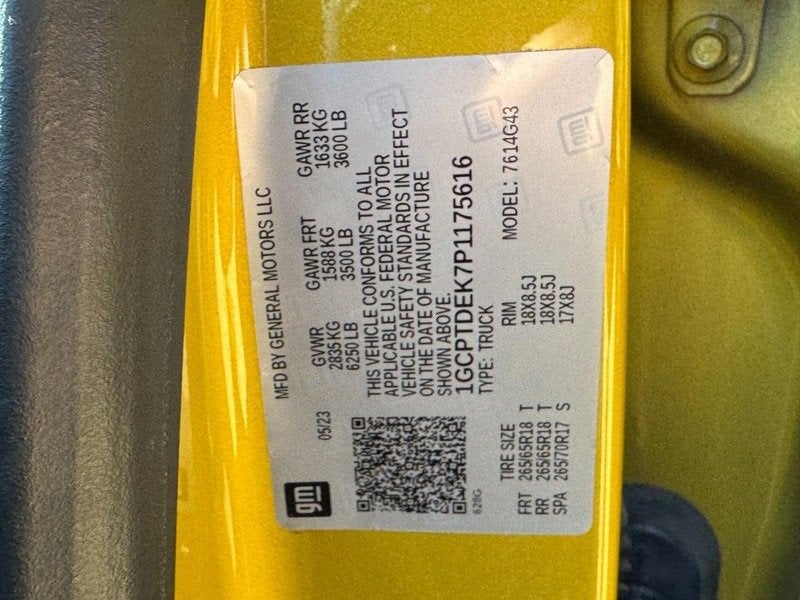 gm
05/23
MFD BY GENERAL MOTORS LLC
GVWR GAWR FRT GAWR RR
2835 KG 1588 KG 1633 KG
6250 LB 3500 LB 3600 LB
THIS VEHICLE CONFORMS TO ALL
APPLICABLE U.S. FEDERAL MOTOR
VEHICLE SAFETY STANDARDS IN EFFECT
ON THE DATE OF MANUFACTURE
SHOWN ABOVE.
1GCPTDEK7P1175616
TYPE: TRUCK MODEL: 7614G43
628G
TIRE SIZE RIM
FRT 265/65R18 T 18X8.5J
RR 265/65R18 T 18X8.5J
SPA 265/70R17 S 17X8J
gm
gm